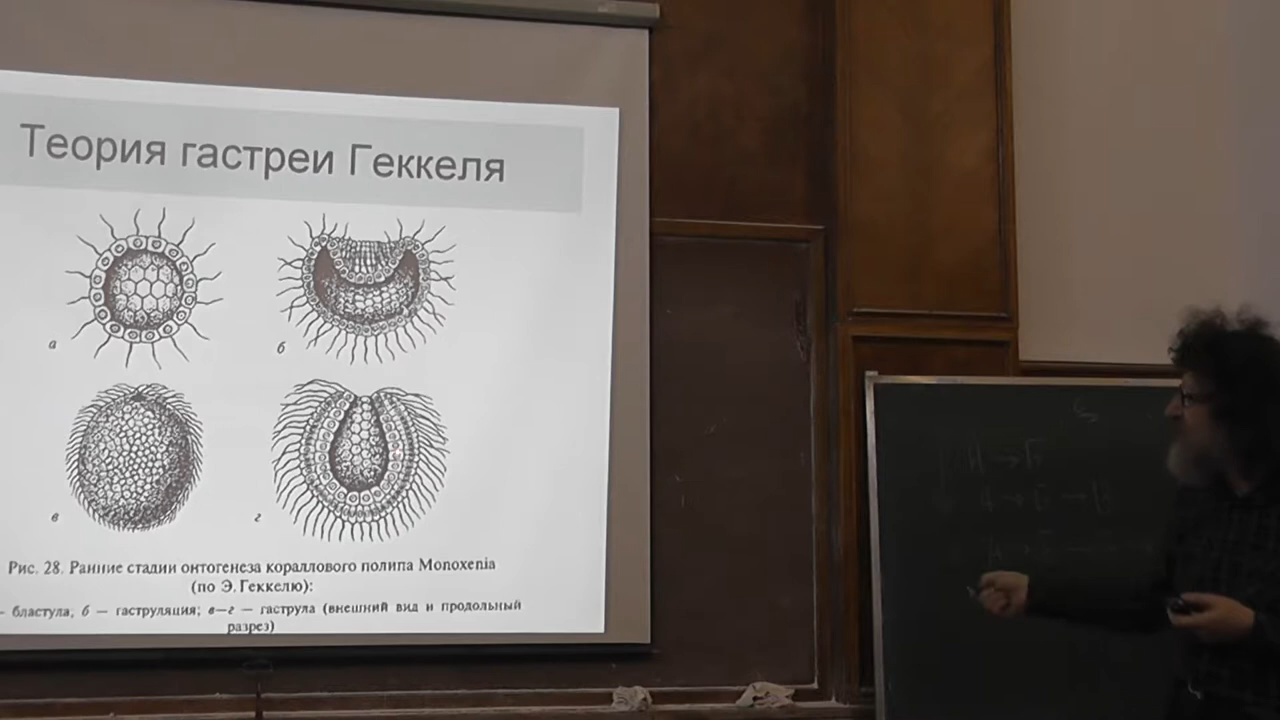 Теория гастреи Геккеля
а
б
в
г
Рис. 28. Ранние стадии онтогенеза кораллового полипа Monoxenia
(по Э. Геккелю):
– бластула; б — гаструляция; в—г — гаструла (внешний вид и продольный
разрез)